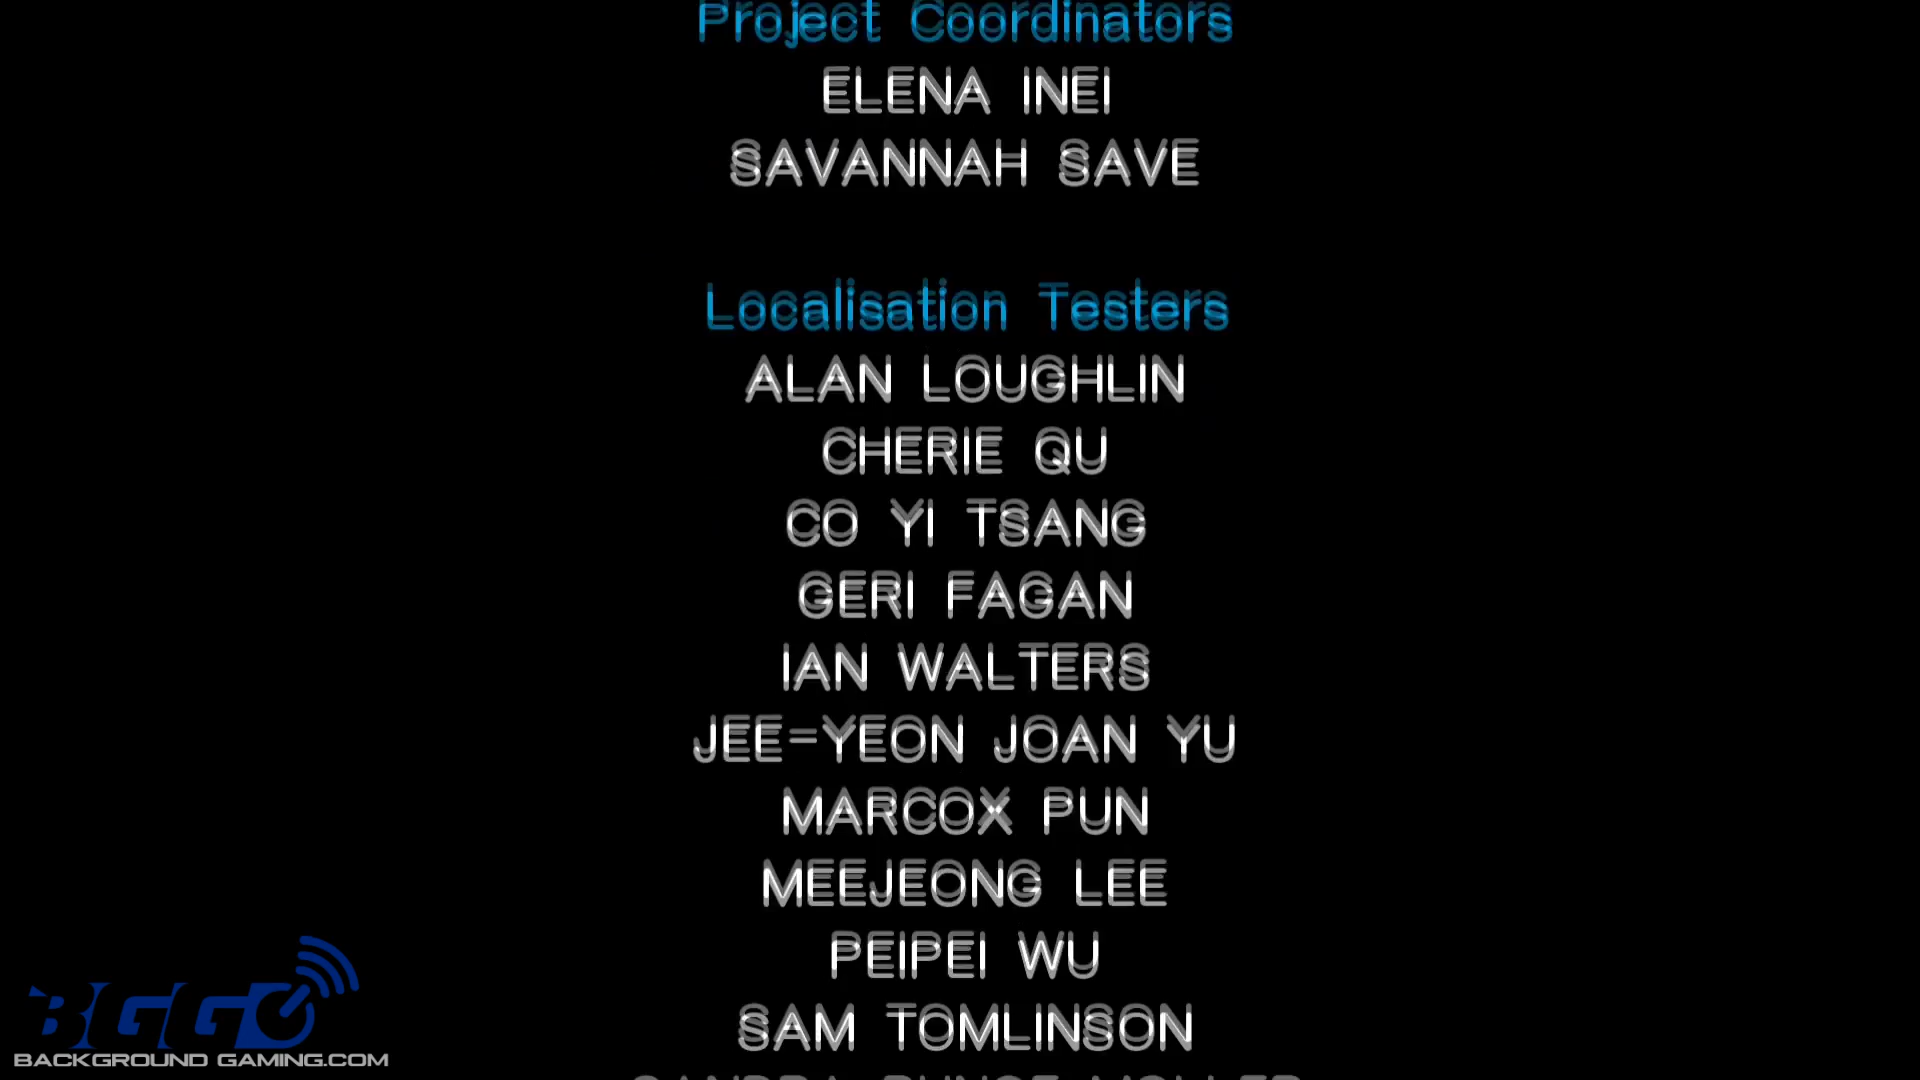 Project Coordinators
ELENA INEI
SAVANNAH SAVE
Localisation Testers
ALAN LOUGHLIN
CHERIE QU
CO YI TSANG
GERI FAGAN
IAN WALTERS
JEE-YEON JOAN YU
MARCOX PUN
MEEJEONG LEE
PEIPEI WU
SAM TOMLINSON
BGG
BACKGROUND GAMING.COM